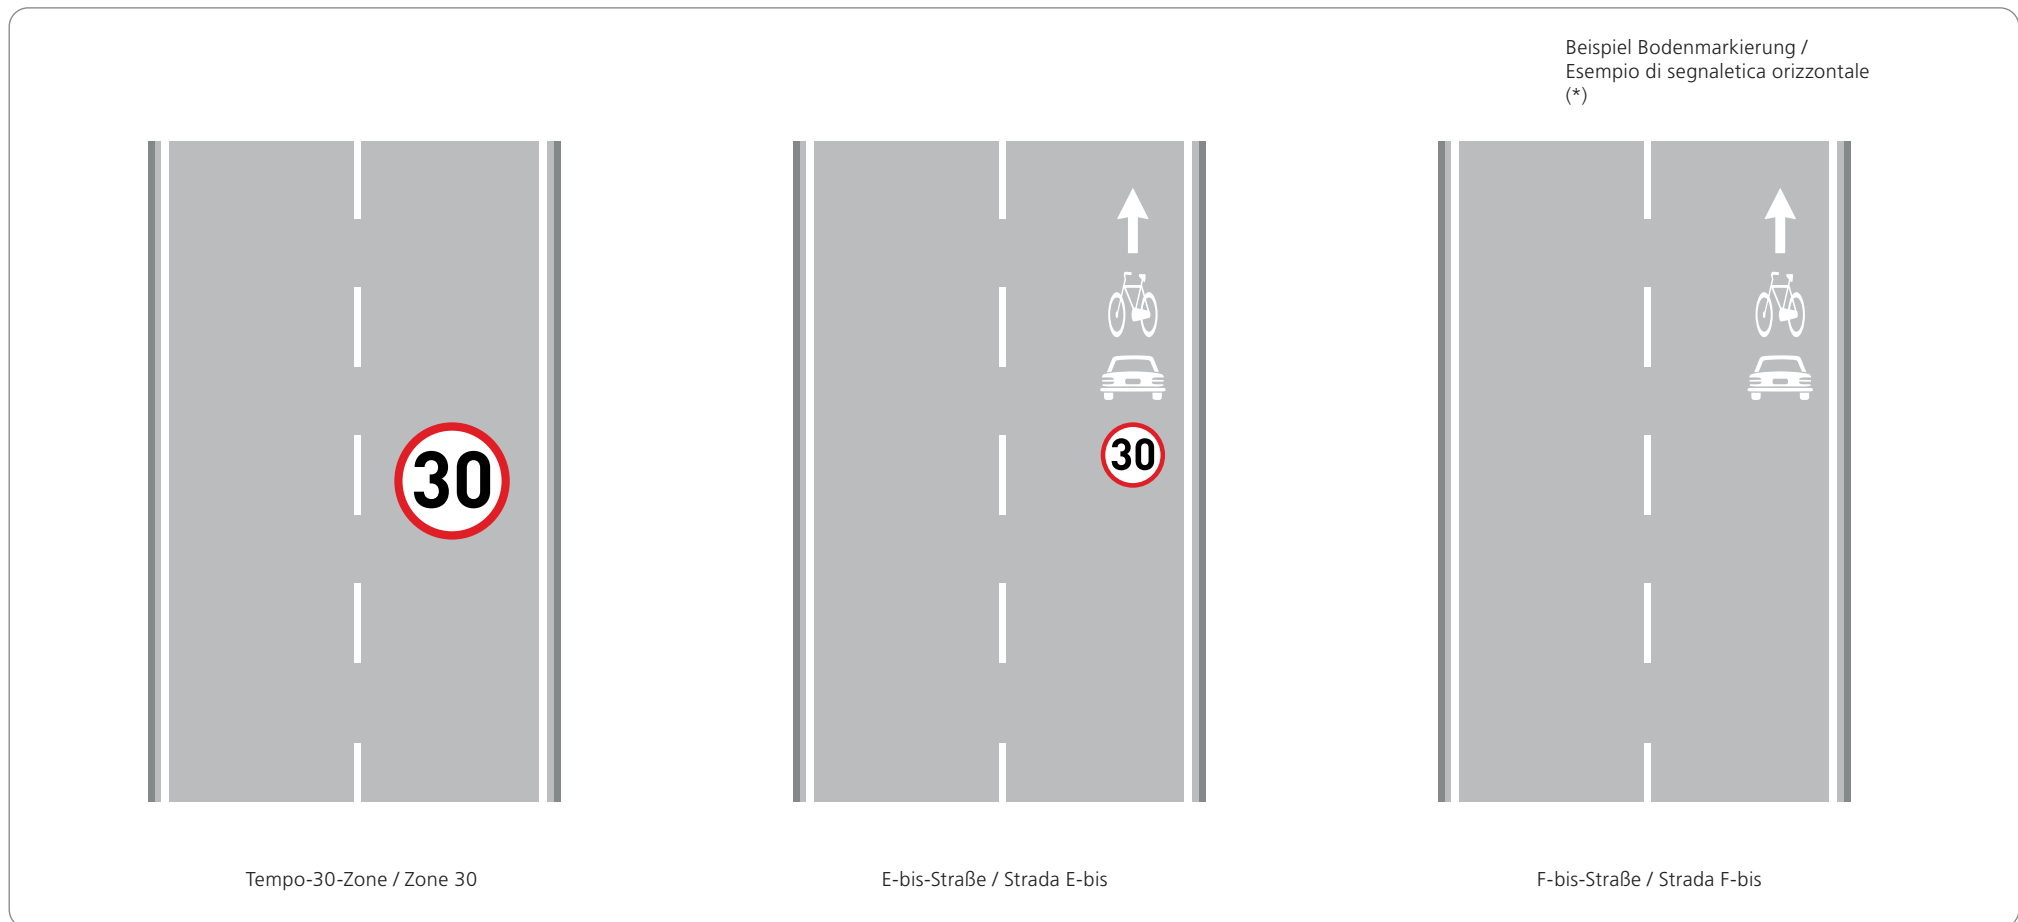 Beispiel Bodenmarkierung /
Esempio di segnaletica orizzontale
(*)
30
30
Tempo-30-Zone / Zone 30
E-bis-Straße / Strada E-bis
F-bis-Straße / Strada F-bis